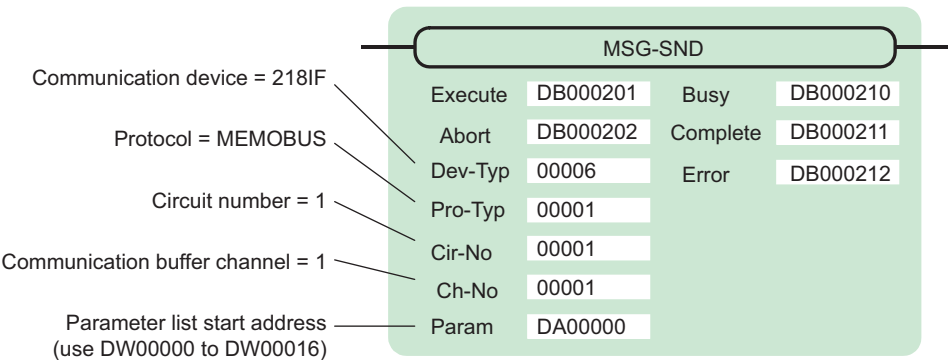 MSG-SND
Communication device = 218IF
Protocol = MEMOBUS
Circuit number = 1
Communication buffer channel = 1
Parameter list start address
(use DW00000 to DW00016)
Execute DB000201 Busy DB000210
Abort DB000202 Complete DB000211
Dev-Typ 00006 Error DB000212
Pro-Typ 00001
Cir-No 00001
Ch-No 00001
Param DA00000